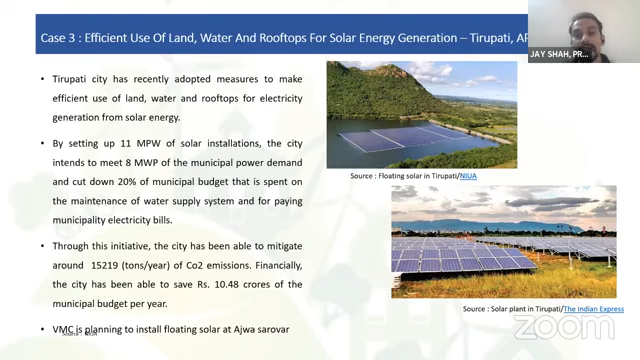 Case 3 : Efficient Use Of Land, Water And Rooftops For Solar Energy Generation – Tirupati,
JAY SHAH, PR...
• Tirupati city has recently adopted measures to make
efficient use of land, water and rooftops for electricity
generation from solar energy.
• By setting up 11 MPW of solar installations, the city
intends to meet 8 MWP of the municipal power demand
and cut down 20% of municipal budget that is spent on
the maintenance of water supply system and for paying
municipality electricity bills.
• Through this initiative, the city has been able to mitigate
around 15219 (tons/year) of Co2 emissions. Financially,
the city has been able to save Rs. 10.48 crores of the
municipal budget per year.
• VMC is planning to install floating solar at Ajwa sarovar
Source : NIUA
Source : Floating solar in Tirupati/NIUA
Source : Solar plant in Tirupati/The Indian Express
zoom